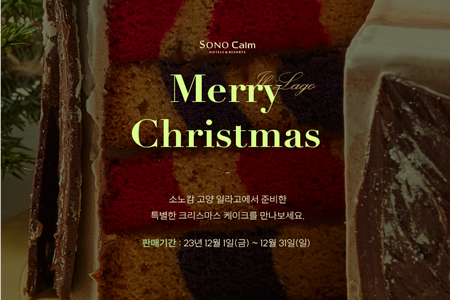 SONO Calm
HOTELS & RESORTS
Il Lago
Merry
Christmas
-
소노캄 고양 일라고에서 준비한
특별한 크리스마스 케이크를 만나보세요.
판매기간 : 23년 12월 1일(금) ~ 12월 31일(일)